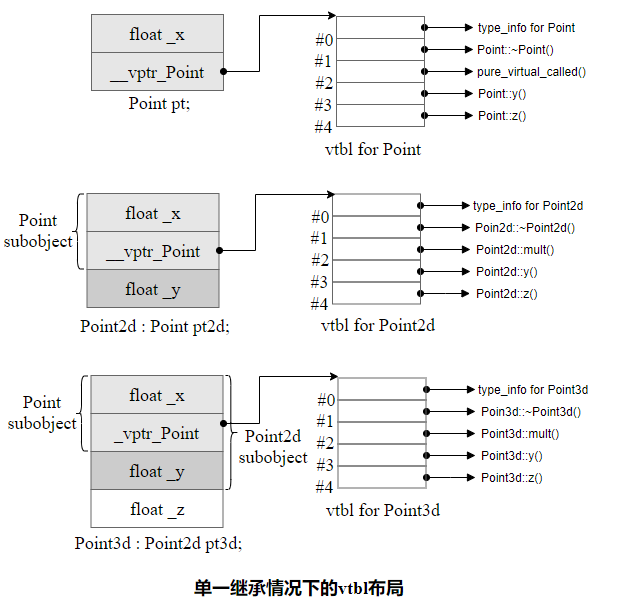 float _x
__vptr_Point
Point pt;
#0
#1
#2
#3
#4
type_info for Point
Point::~Point()
pure_virtual_called()
Point::y()
Point::z()
vtbl for Point
Point
subobject
float _x
__vptr_Point
float _y
Point2d : Point pt2d;
#0
#1
#2
#3
#4
type_info for Point2d
Poin2d::~Point2d()
Point2d::mult()
Point2d::y()
Point2d::z()
vtbl for Point2d
Point
subobject
float _x
_vptr_Point
float _y
float _z
Point2d
subobject
Point3d : Point2d pt3d;
#0
#1
#2
#3
#4
type_info for Point3d
Poin3d::~Point3d()
Point3d::mult()
Point3d::y()
Point3d::z()
vtbl for Point3d
单一继承情况下的vtbl布局